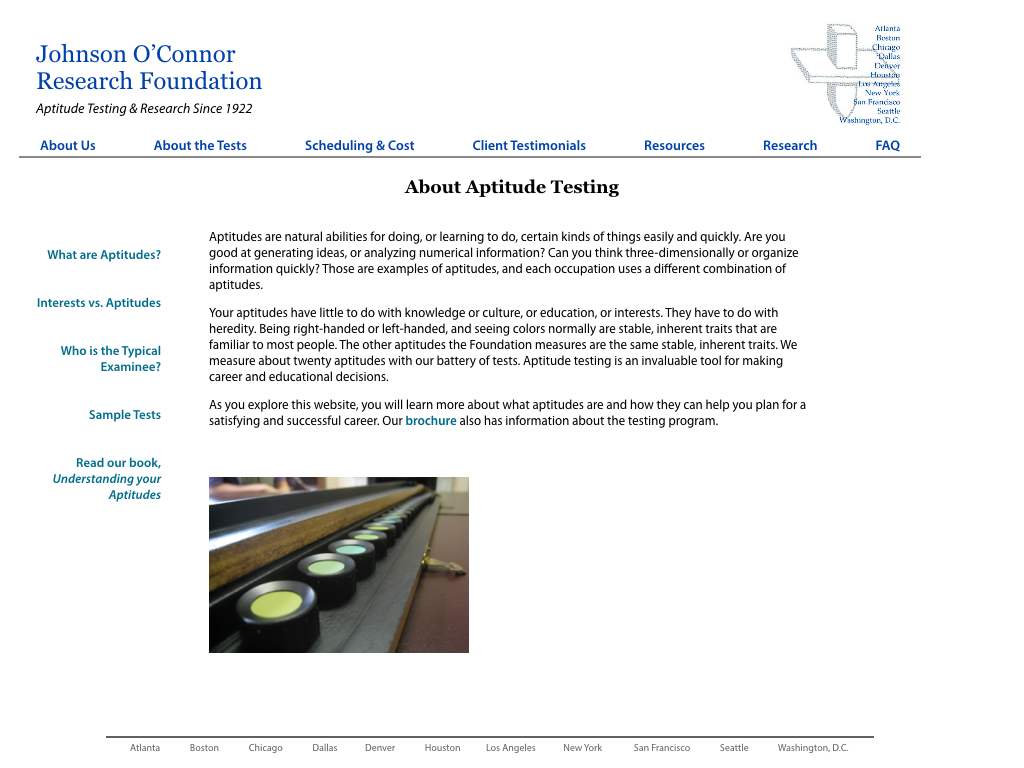 Johnson O’Connor
Research Foundation
Aptitude Testing & Research Since 1922
Atlanta
Boston
Chicago
Dallas
Denver
Houston
Los Angeles
New York
San Francisco
Seattle
Washington, D.C.
About Us
About the Tests
Scheduling & Cost
Client Testimonials
Resources
Research
FAQ
About Aptitude Testing
What are Aptitudes?
Interests vs. Aptitudes
Who is the Typical
Examinee?
Sample Tests
Read our book,
Understanding your
Aptitudes
Aptitudes are natural abilities for doing, or learning to do, certain kinds of things easily and quickly. Are you
good at generating ideas, or analyzing numerical information? Can you think three-dimensionally or organize
information quickly? Those are examples of aptitudes, and each occupation uses a different combination of
aptitudes.
Your aptitudes have little to do with knowledge or culture, or education, or interests. They have to do with
heredity. Being right-handed or left-handed, and seeing colors normally are stable, inherent traits that are
familiar to most people. The other aptitudes the Foundation measures are the same stable, inherent traits. We
measure about twenty aptitudes with our battery of tests. Aptitude testing is an invaluable tool for making
career and educational decisions.
As you explore this website, you will learn more about what aptitudes are and how they can help you plan for a
satisfying and successful career. Our brochure also has information about the testing program.
Atlanta Boston Chicago Dallas Denver Houston Los Angeles New York San Francisco Seattle Washington, D.C.